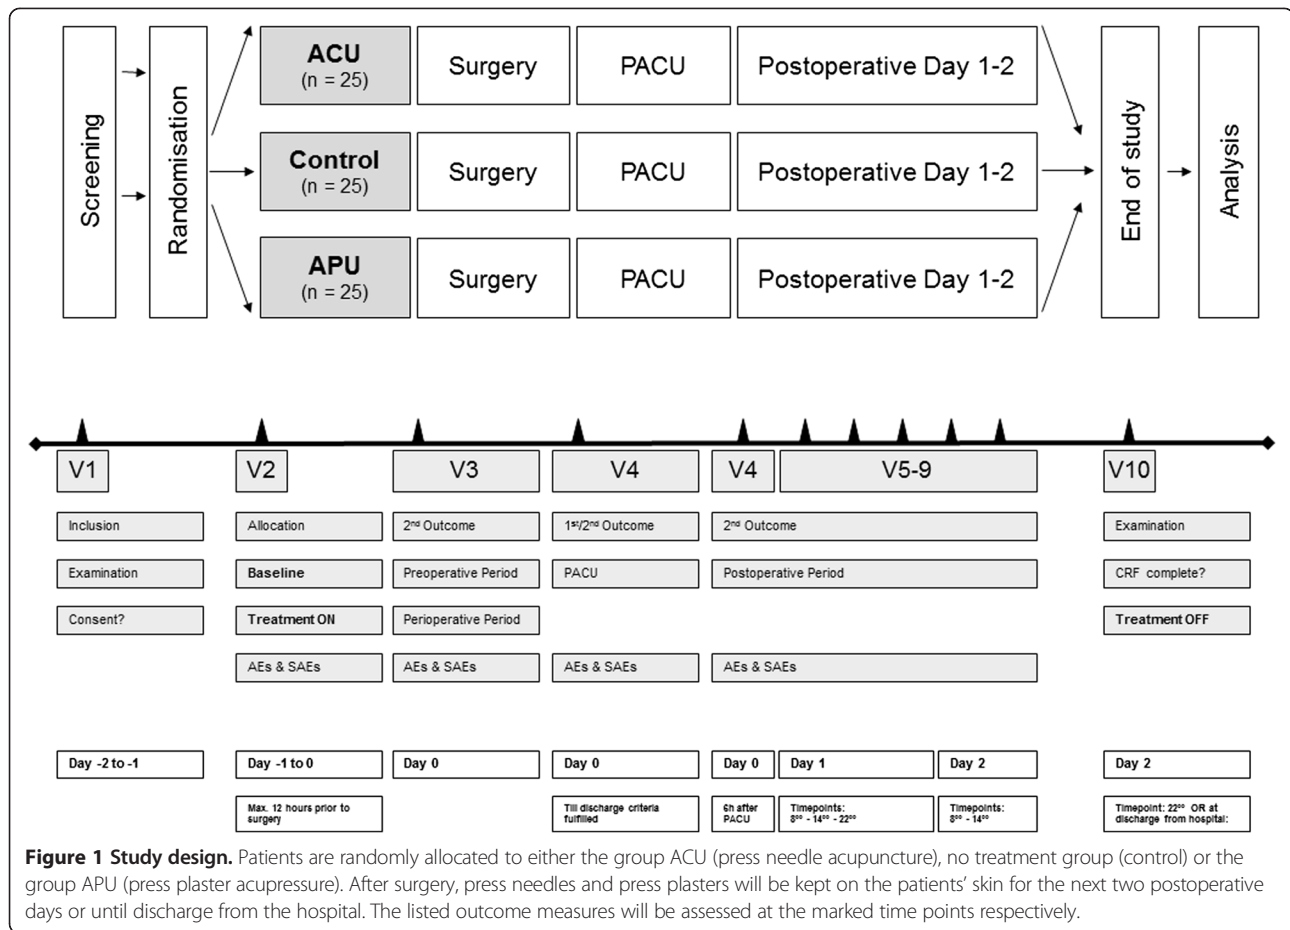 Screening
Randomisation
ACU
(n = 25)
Surgery
PACU
Postoperative Day 1-2
Control
(n = 25)
Surgery
PACU
Postoperative Day 1-2
APU
(n = 25)
Surgery
PACU
Postoperative Day 1-2
End of study
Analysis
V1
V2
V3
V4
V4
V5-9
V10
Inclusion
Allocation
2nd Outcome
1st/2nd Outcome
2nd Outcome
Examination
Examination
Baseline
Preoperative Period
PACU
Postoperative Period
CRF complete?
Consent?
Treatment ON
Perioperative Period
Treatment OFF
AEs & SAEs
AEs & SAEs
AEs & SAEs
AEs & SAEs
Day -2 to -1
Day -1 to 0
Day 0
Day 0
Day 0
Day 1
Day 2
Day 2
Max. 12 hours prior to
surgery
Till discharge criteria
fulfilled
6h after
PACU
Timepoints:
8⁰⁰ - 14⁰⁰ - 22⁰⁰
Timepoints:
8⁰⁰ - 14⁰⁰
Timepoint: 22⁰⁰ OR at
discharge from hospital:
Figure 1 Study design. Patients are randomly allocated to either the group ACU (press needle acupuncture), no treatment group (control) or the
group APU (press plaster acupressure). After surgery, press needles and press plasters will be kept on the patients' skin for the next two postoperative
days or until discharge from the hospital. The listed outcome measures will be assessed at the marked time points respectively.